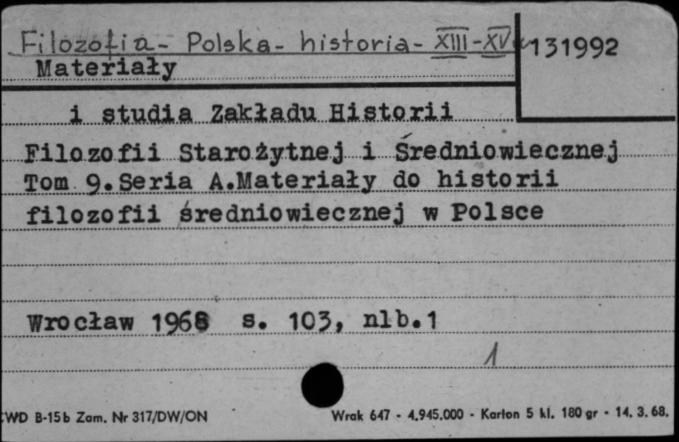 Filozofia - Polska - historia - XIII-XV w
131992
Materiały
i studia Zakładu Historii
Filozofii Starożytnej i Średniowiecznej
Tom 9.Seria A.Materiały do historii
filozofii średniowiecznej w Polsce
Wrocław 1968 s. 103, nlb.1
1
CWD B-15b Zam. Nr 317/DW/ON
Wrak 647 - 4.945.000 - Karton 5 kl. 180 gr - 14. 3. 68.